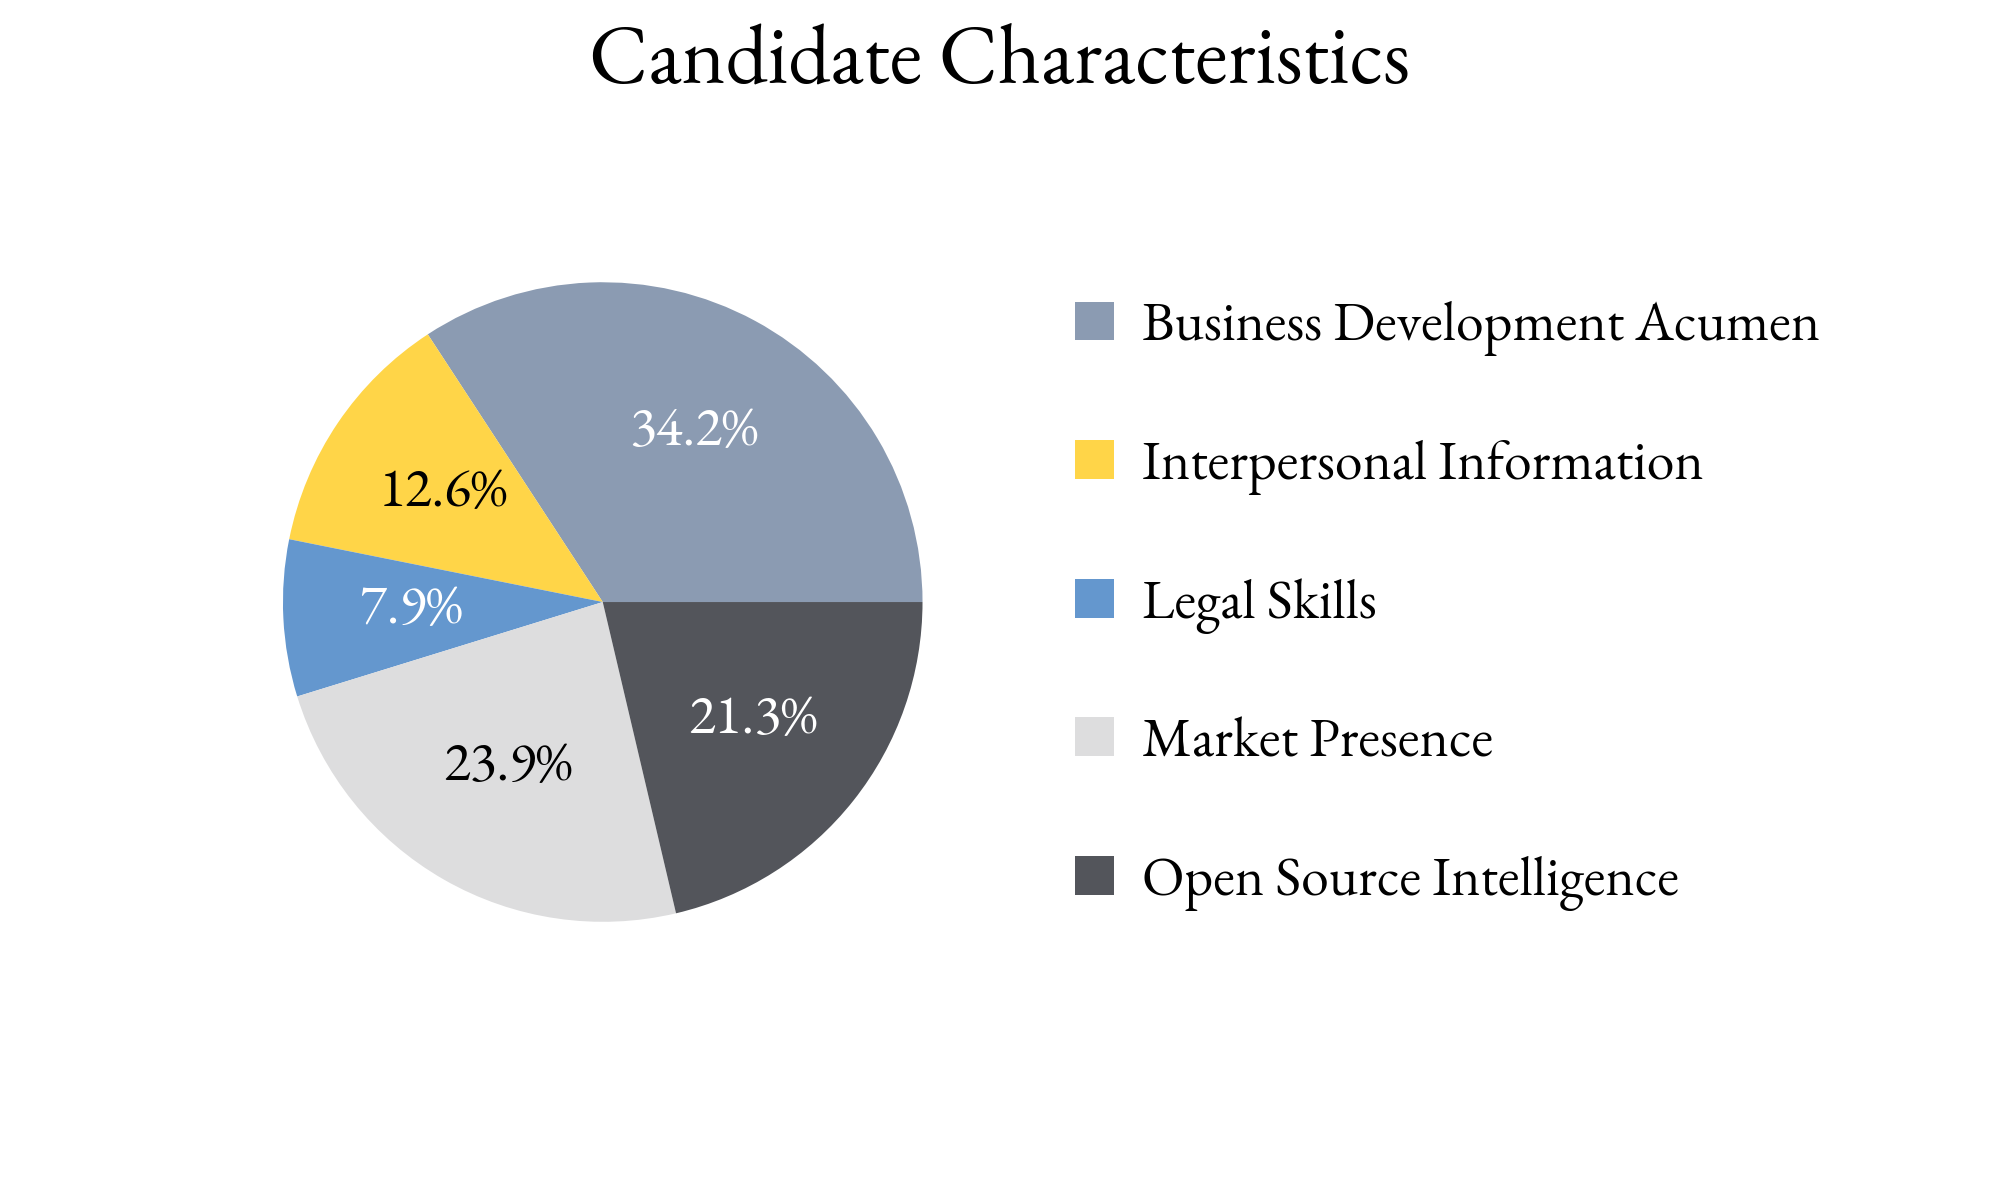 Candidate Characteristics
34.2%
12.6%
7.9%
23.9%
21.3%
Business Development Acumen
Interpersonal Information
Legal Skills
Market Presence
Open Source Intelligence